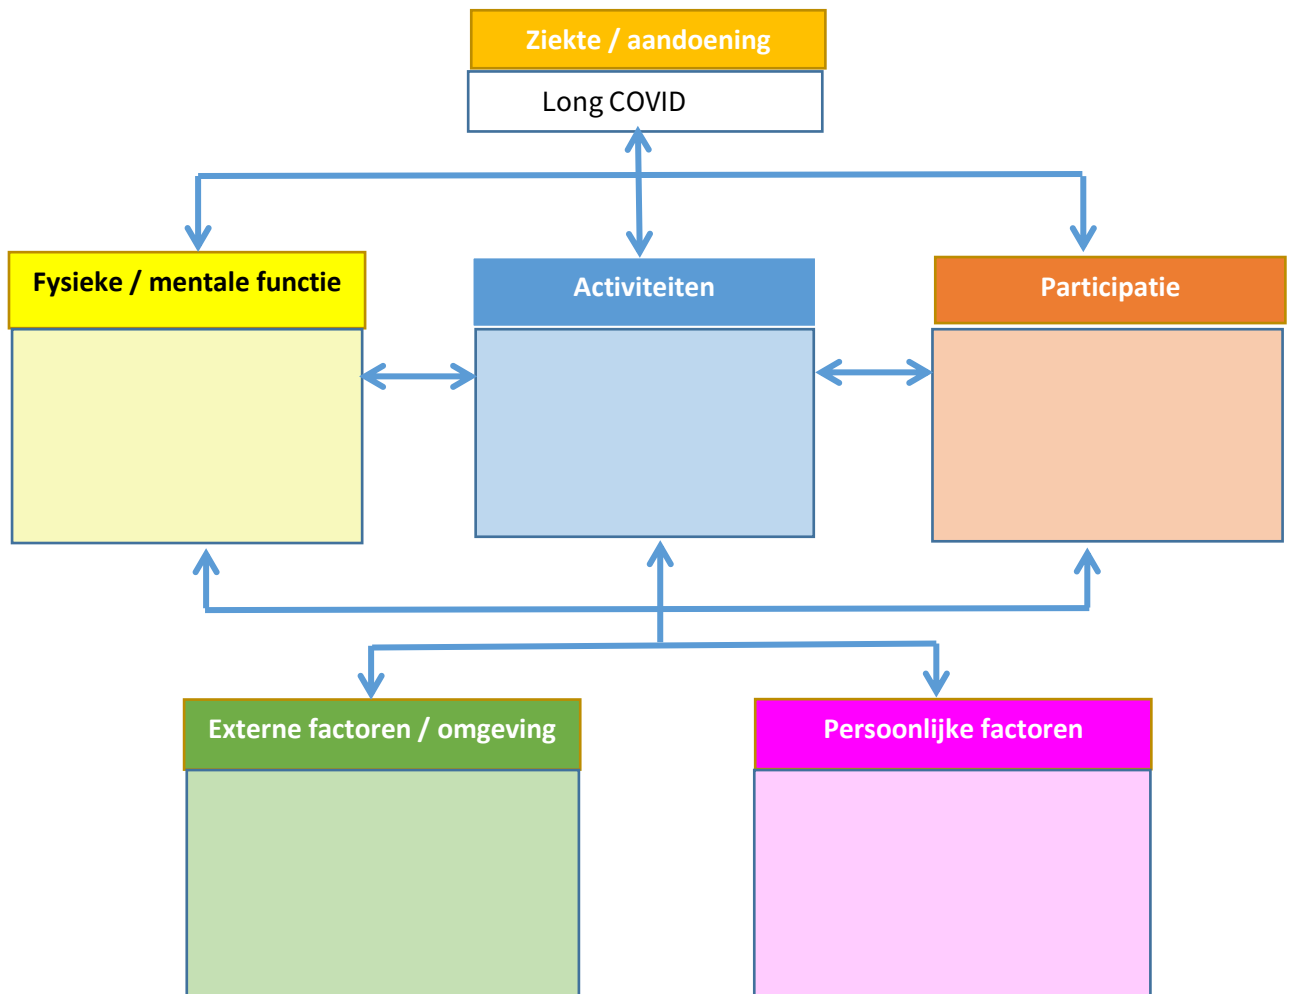 Ziekte / aandoening
Long COVID
Fysieke / mentale functie
Activiteiten
Participatie
Externe factoren / omgeving
Persoonlijke factoren